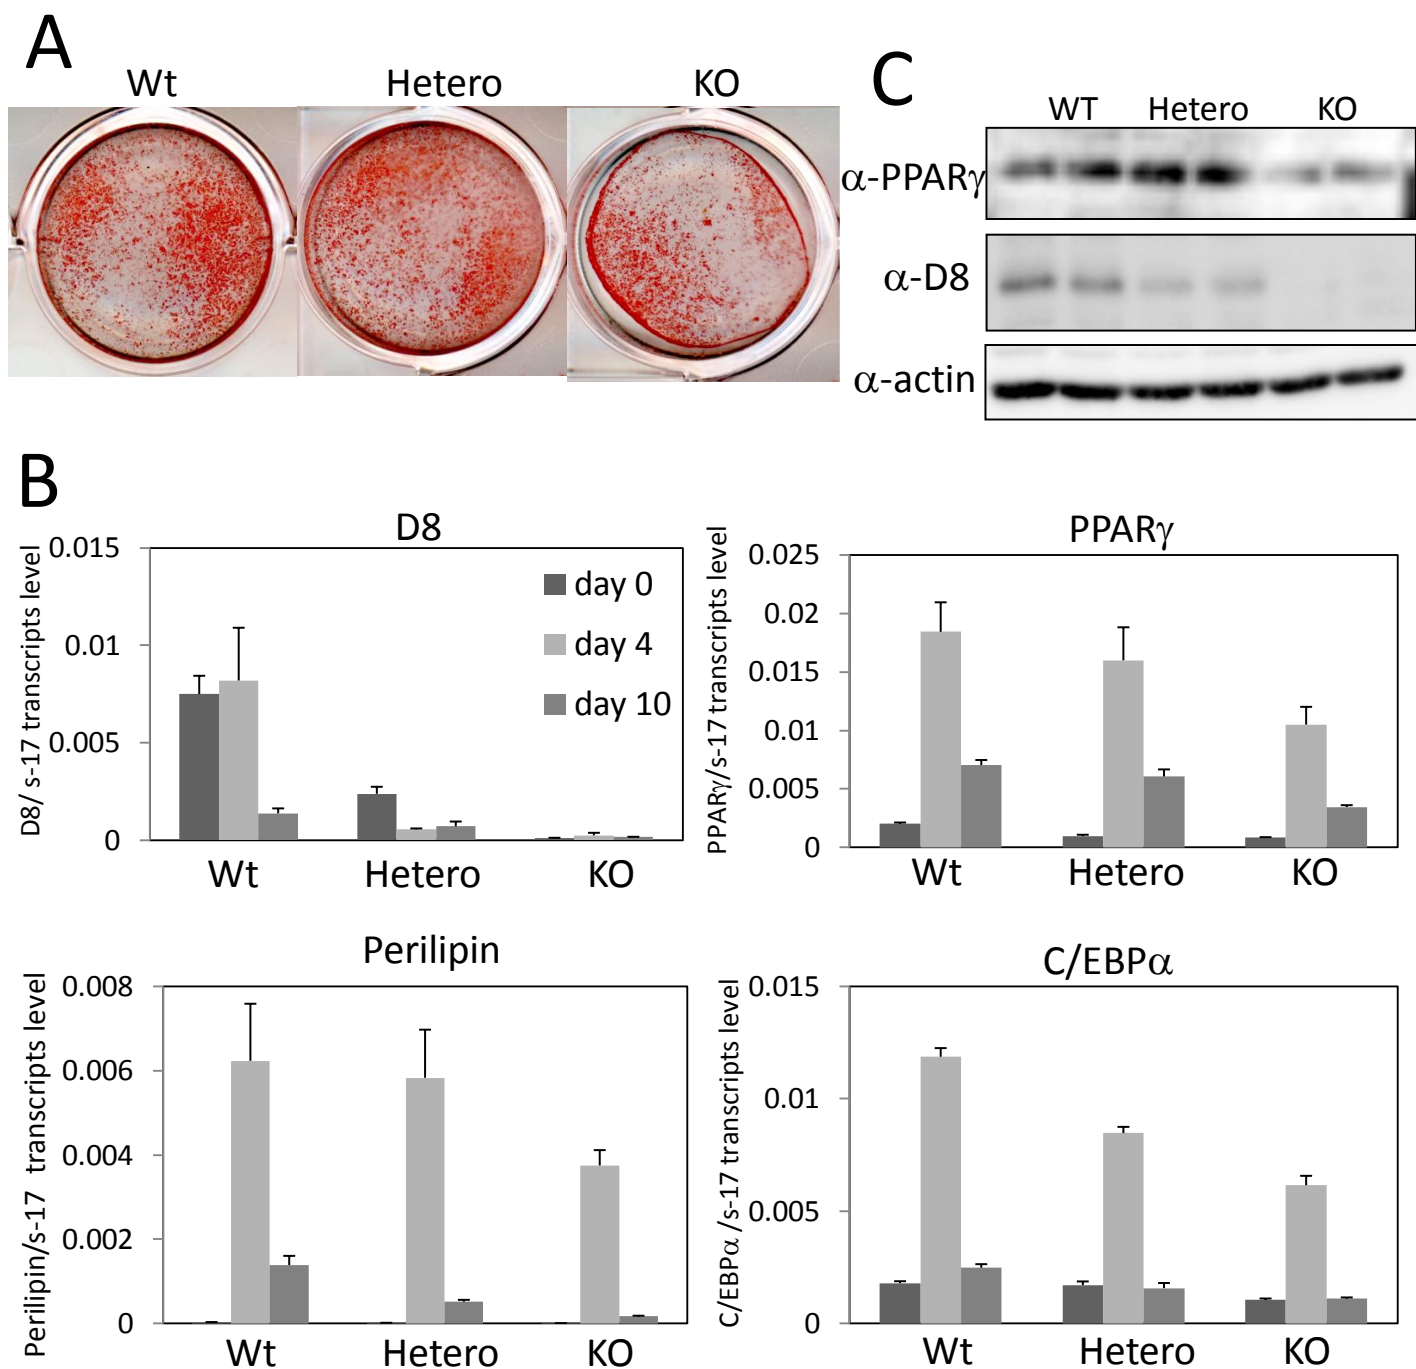 A
Wt Hetero KO
C
WT Hetero KO
α-PPARγ
α-D8
α-actin
B
D8
D8/ s-17 transcripts level
0.015
0.01
0.005
0
day 0
day 4
day 10
Wt Hetero KO
PPARγ
PPARγ/s-17 transcripts level
0.025
0.02
0.015
0.01
0.005
0
Wt Hetero KO
Perilipin
Perilipin/s-17 transcripts level
0.008
0.006
0.004
0.002
0
Wt Hetero KO
C/EBPα
C/EBPα/s-17 transcripts level
0.015
0.01
0.005
0
Wt Hetero KO